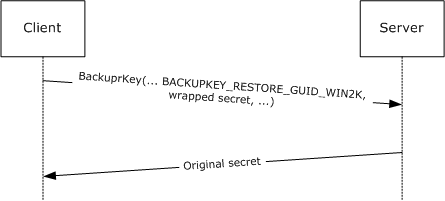 Client
Server
BackuprKey(... BACKUPKEY_RESTORE_GUID_WIN2K,
wrapped secret, ...)
Original secret